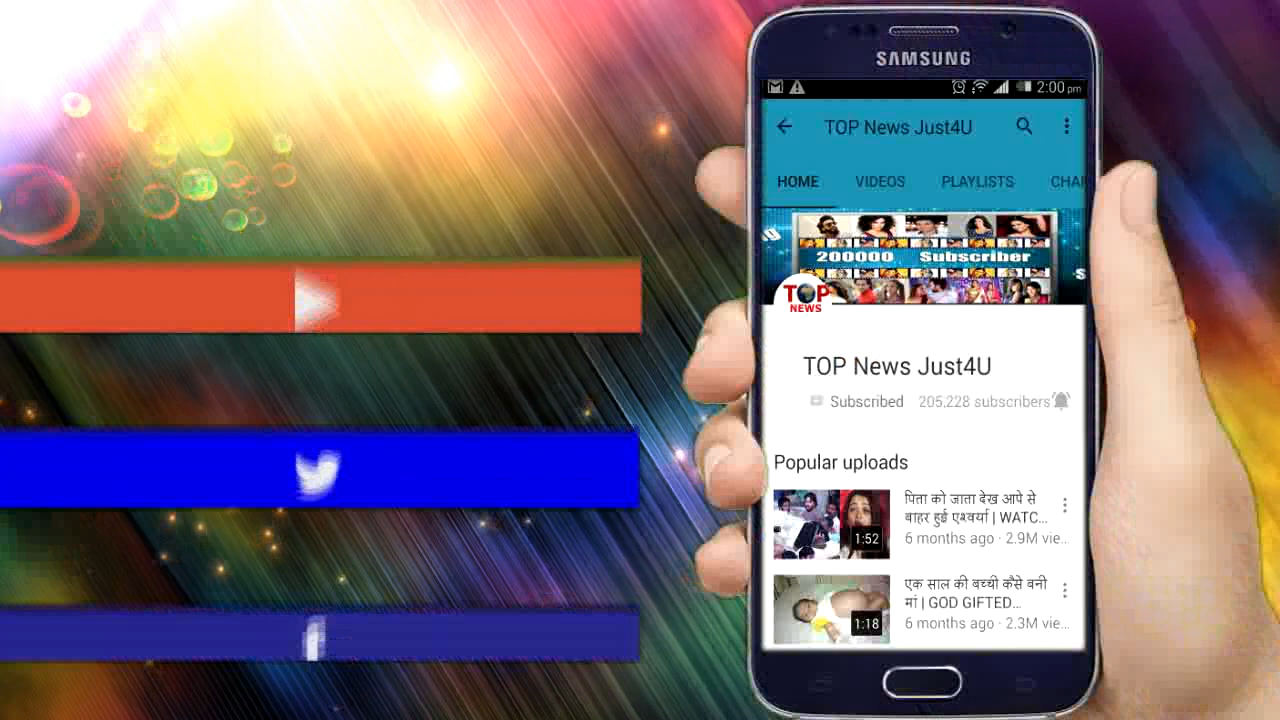 SAMSUNG
2:00 pm
TOP News Just4U
HOME VIDEOS PLAYLISTS CHA
200000 Subscriber
TOP
NEWS
TOP News Just4U
Subscribed 205,228 subscribers
Popular uploads
पिता को जाता देख आपे से
बाहर हुई एश्वर्या | WATC...
1:52
6 months ago · 2.9M vie...
एक साल की बच्ची कैसे बनी
मां | GOD GIFTED...
1:18
6 months ago · 2.3M vie...